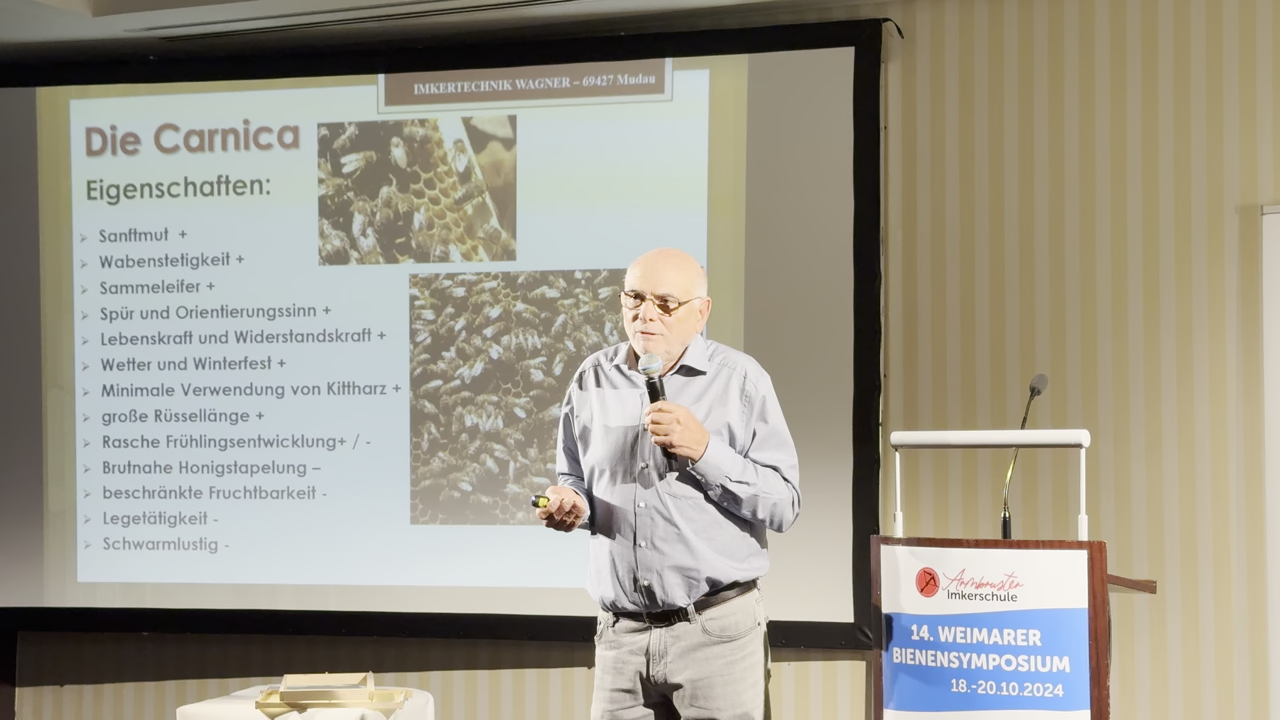 IMKERTECHNIK WAGNER – 69427 Mudau
Die Carnica
Eigenschaften:
Sanftmut +
Wabenstetigkeit +
Sammeleifer +
Spür und Orientierungssinn +
Lebenskraft und Widerstandskraft +
Wetter und Winterfest +
Minimale Verwendung von Kittharz +
große Rüssellänge +
Rasche Frühlingsentwicklung+ / -
Brutnahe Honigstapelung –
beschränkte Fruchtbarkeit -
Legetätigkeit -
Schwarmlustig -
Armbruster
Imkerschule
14. WEIMARER
BIENENSYMPOSIUM
18.-20.10.2024